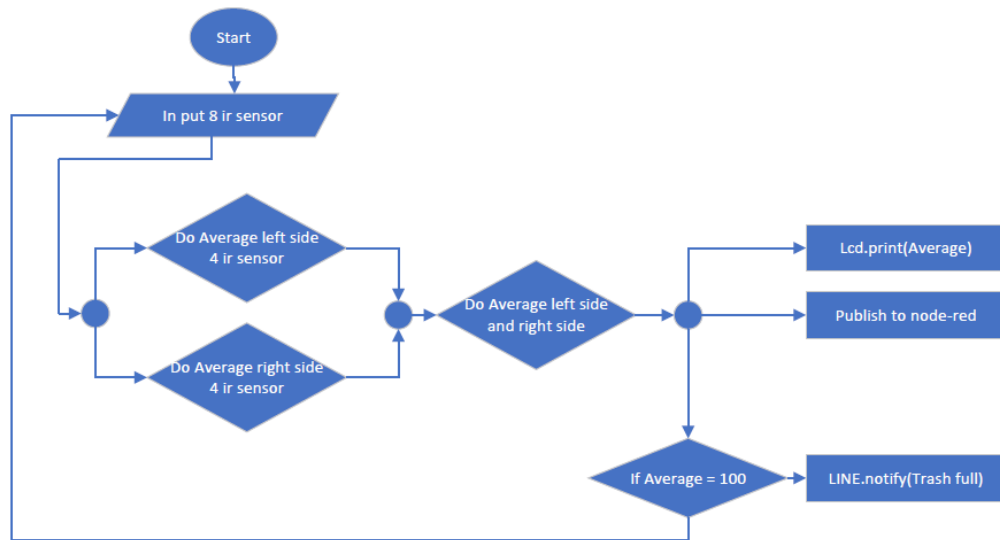 Start
In put 8 ir sensor
Do Average left side
4 ir sensor
Do Average right side
4 ir sensor
Do Average left side
and right side
Lcd.print(Average)
Publish to node-red
If Average = 100
LINE.notify(Trash full)